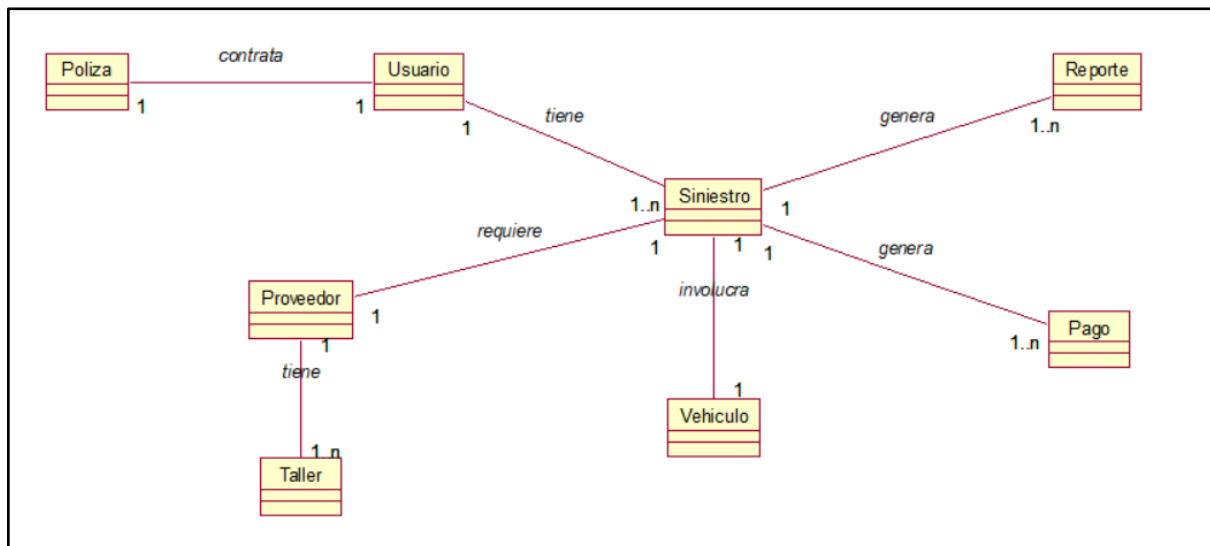 contrata
Poliza
Usuario
Reporte
1
1
1
tiene
genera
1..n
Siniestro
1..n
1
requiere
1
1
1
genera
involucra
Proveedor
1
1
Pago
1..n
tiene
1
Vehiculo
1..n
Taller